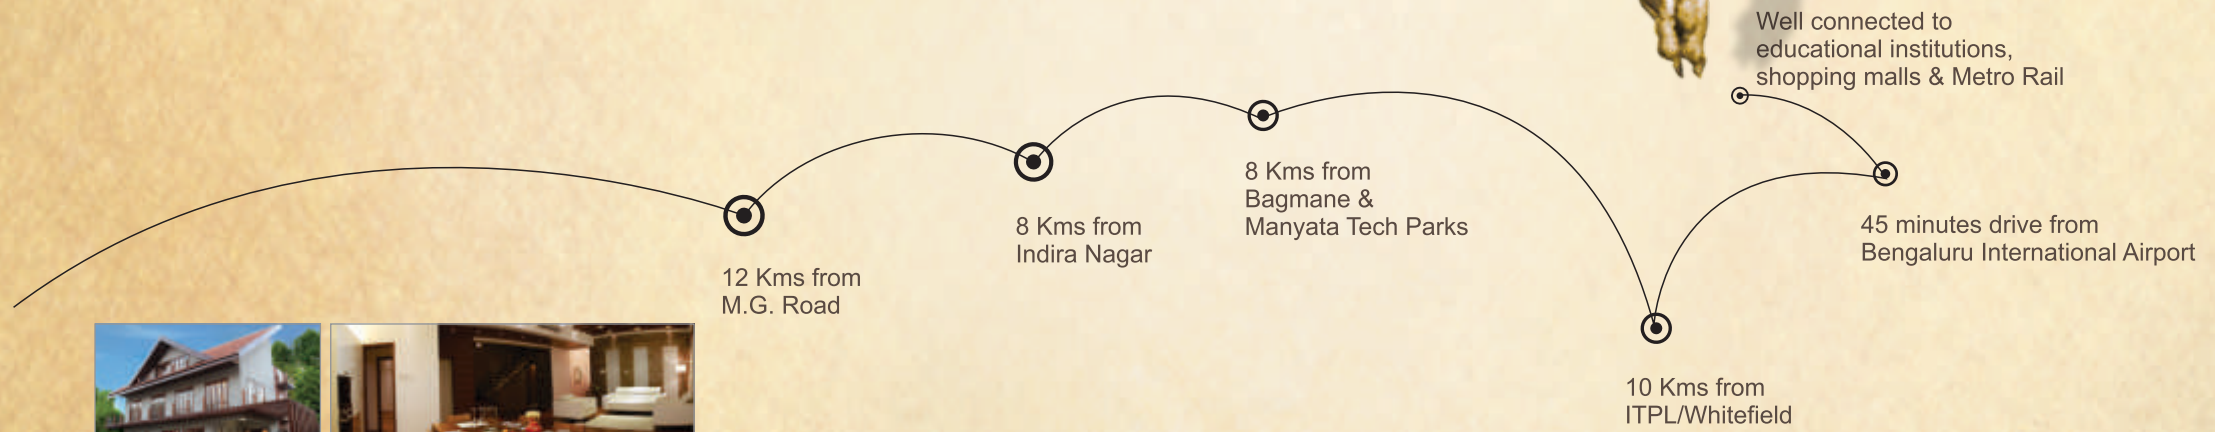 Well connected to
educational institutions,
shopping malls & Metro Rail
8 Kms from
Bagmane &
Manyata Tech Parks
8 Kms from
Indira Nagar
45 minutes drive from
Bengaluru International Airport
12 Kms from
M.G. Road
10 Kms from
ITPL/Whitefield